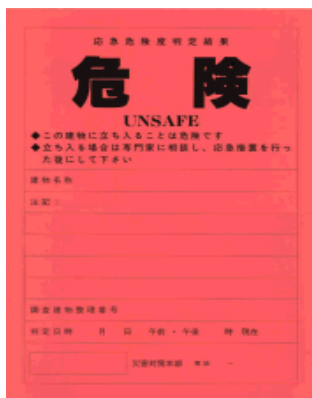 応急危険度判定結果
危 険
UNSAFE
◆この建物に立ち入ることは危険です
◆立ち入る場合は専門家に相談し、応急措置を行っ
た後にして下さい
建物名称
注記：
調査建物整理番号
判定日時 月 日 午前・午後 時 現在
災害対策本部 電話 －